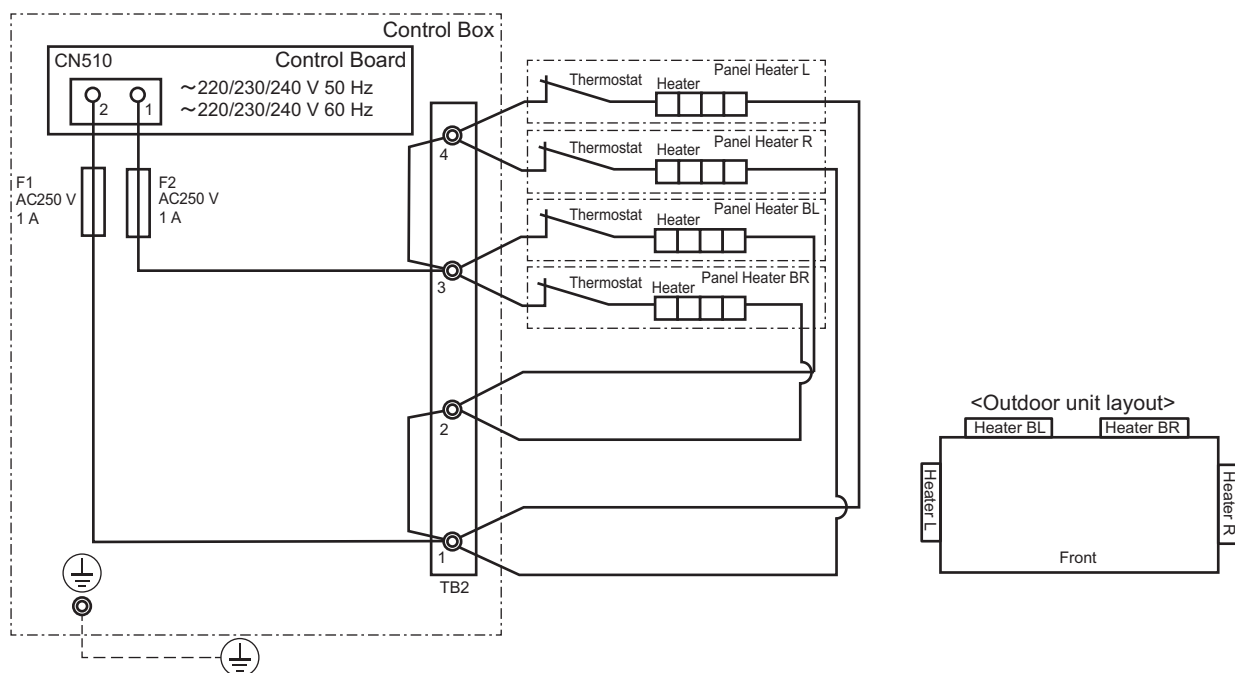 Control Box
CN510
Control Board
2
1
~220/230/240 V 50 Hz
~220/230/240 V 60 Hz
F1
AC250 V
1 A
F2
AC250 V
1 A
4
3
2
1
TB2
Panel Heater L
Thermostat
Heater
Panel Heater R
Thermostat
Heater
Panel Heater BL
Thermostat
Heater
Panel Heater BR
Thermostat
Heater
<Outdoor unit layout>
Heater BL
Heater BR
Heater L
Heater R
Front